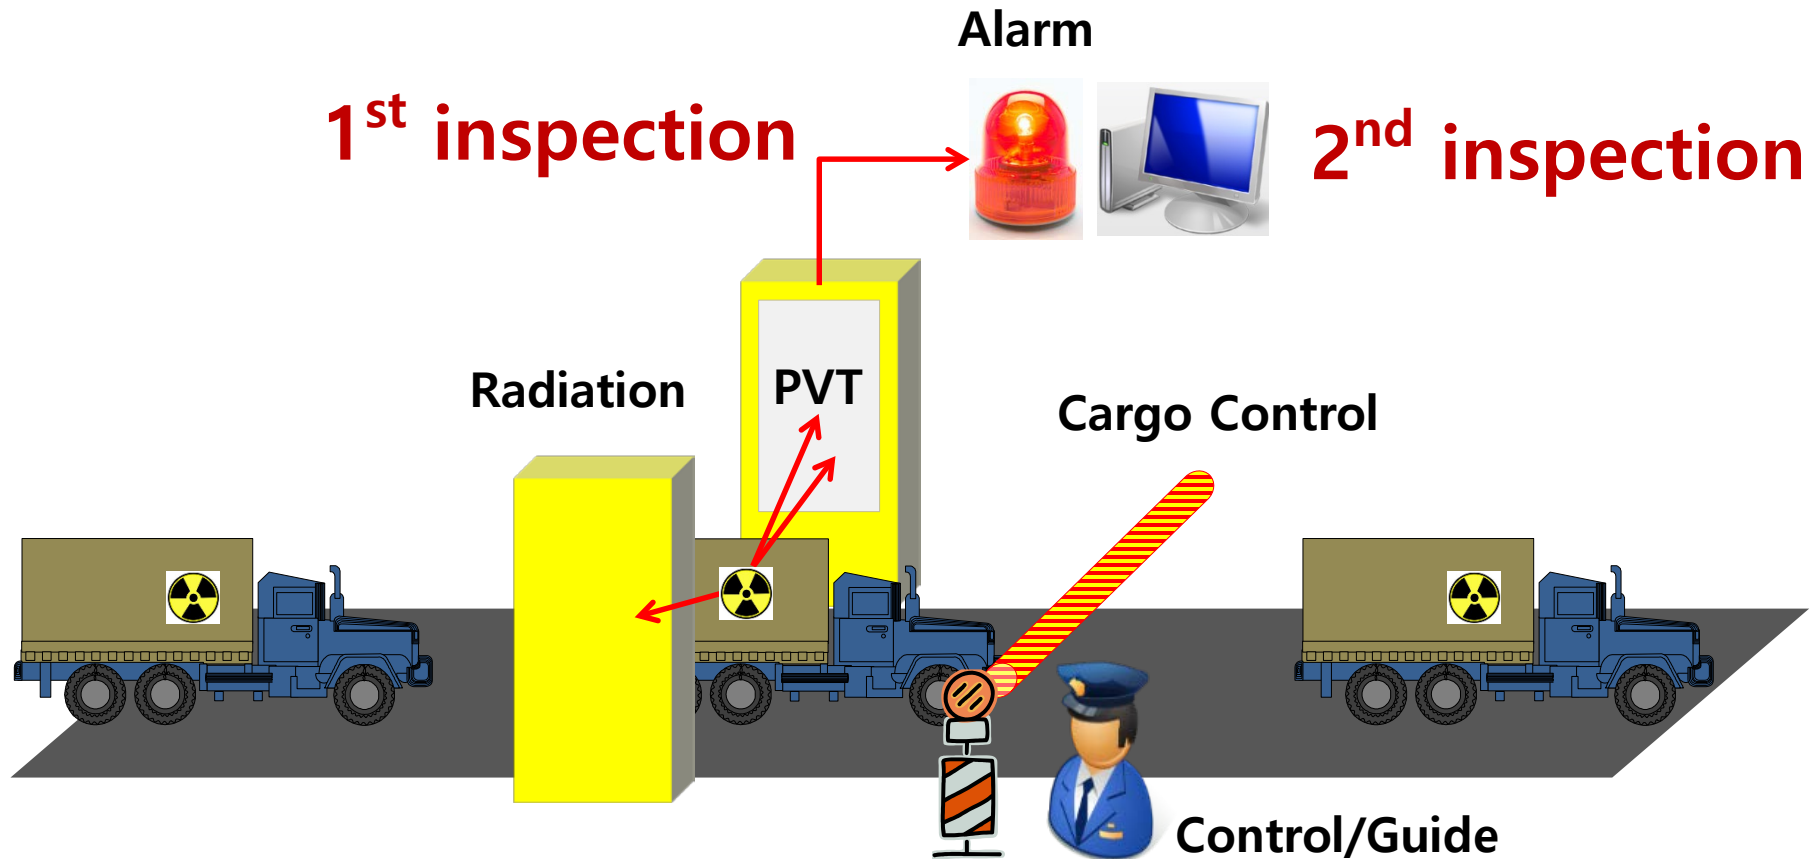 Alarm
1st inspection
2nd inspection
Radiation
PVT
Cargo Control
Control/Guide